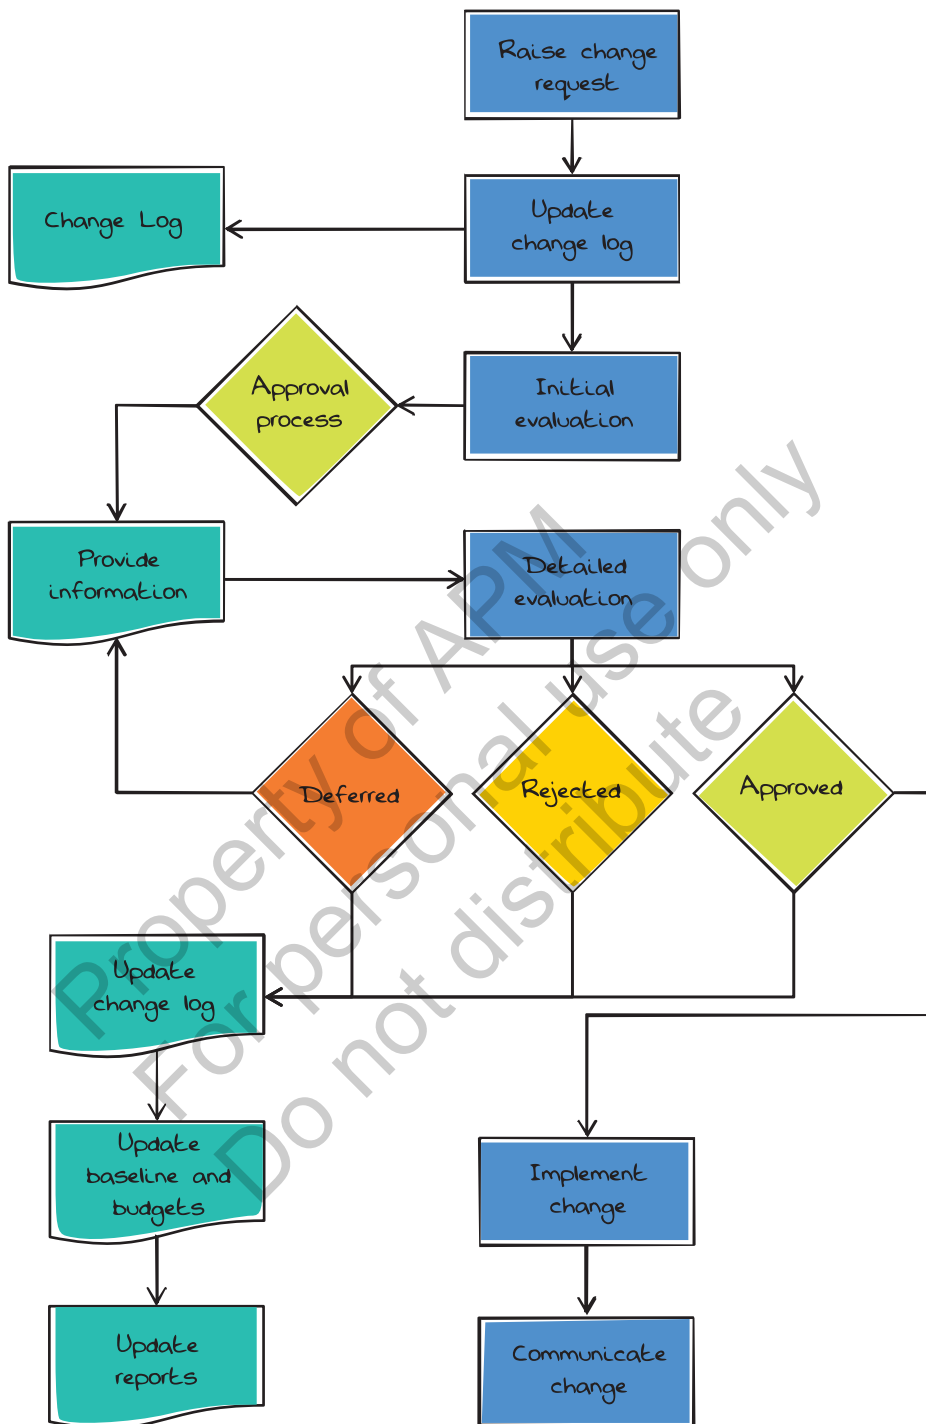 Raise change
request
Update
change log
Change Log
Initial
evaluation
Approval
process
Provide
information
Detailed
evaluation
Deferred
Rejected
Approved
Update
change log
Update
baseline and
budgets
Implement
change
Update
reports
Communicate
change
Property of APM
For personal use only
Do not distribute